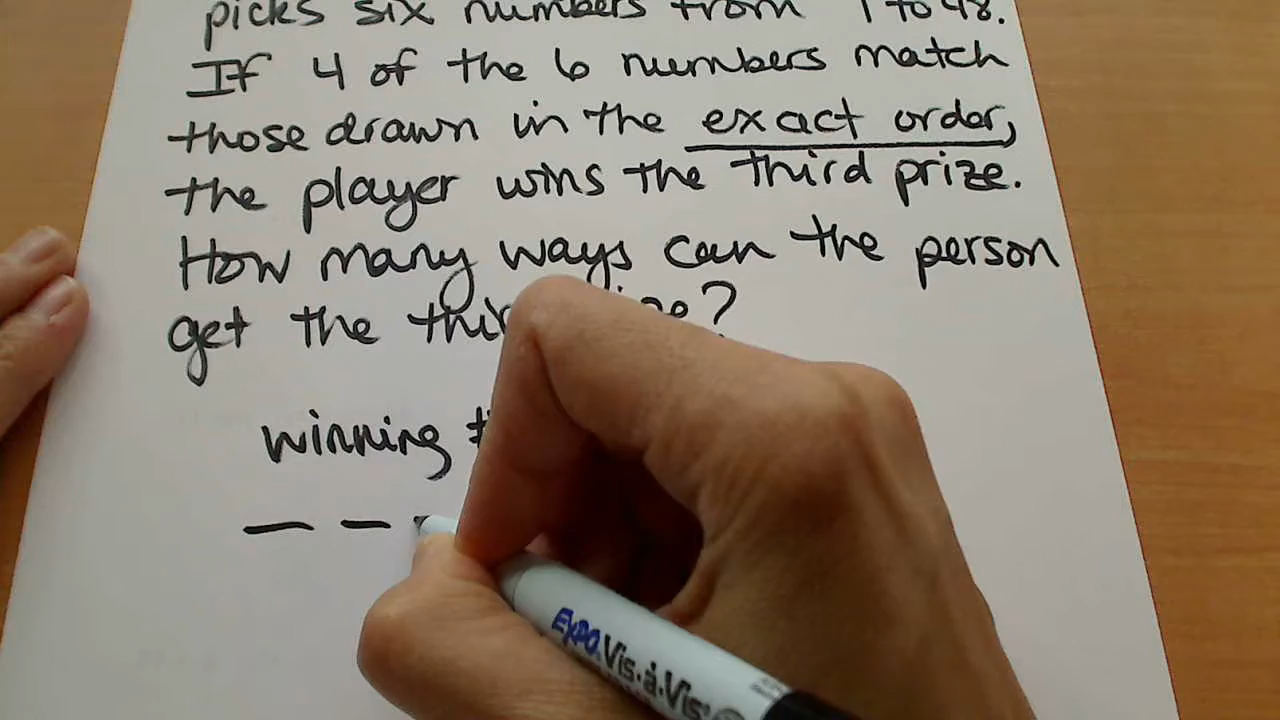 picks six numbers from 1 to 48.
If 4 of the 6 numbers match
those drawn in the exact order,
the player wins the third prize.
How many ways can the person
get the ?
winning
EXPO Vis.à.Vis